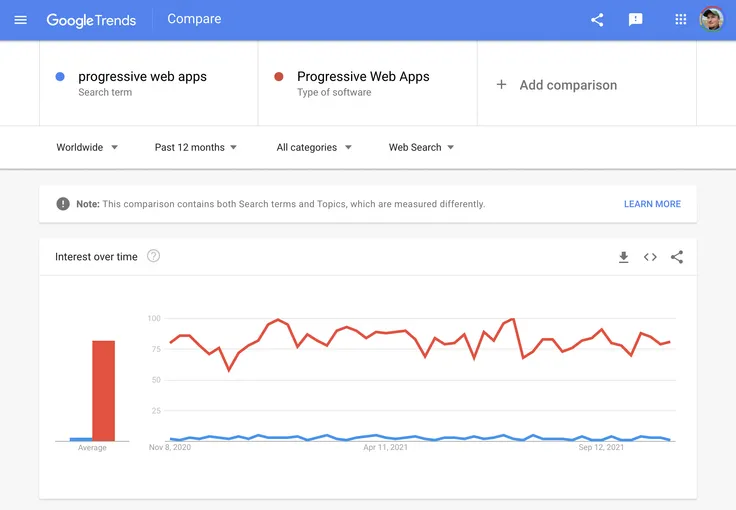 Google Trends Compare
progressive web apps
Search term
Progressive Web Apps
Type of software
+ Add comparison
Worldwide Past 12 months All categories Web Search
Note: This comparison contains both Search terms and Topics, which are measured differently. LEARN MORE
Interest over time ?
100
75
50
25
Average
Nov 8, 2020 Apr 11, 2021 Sep 12, 2021